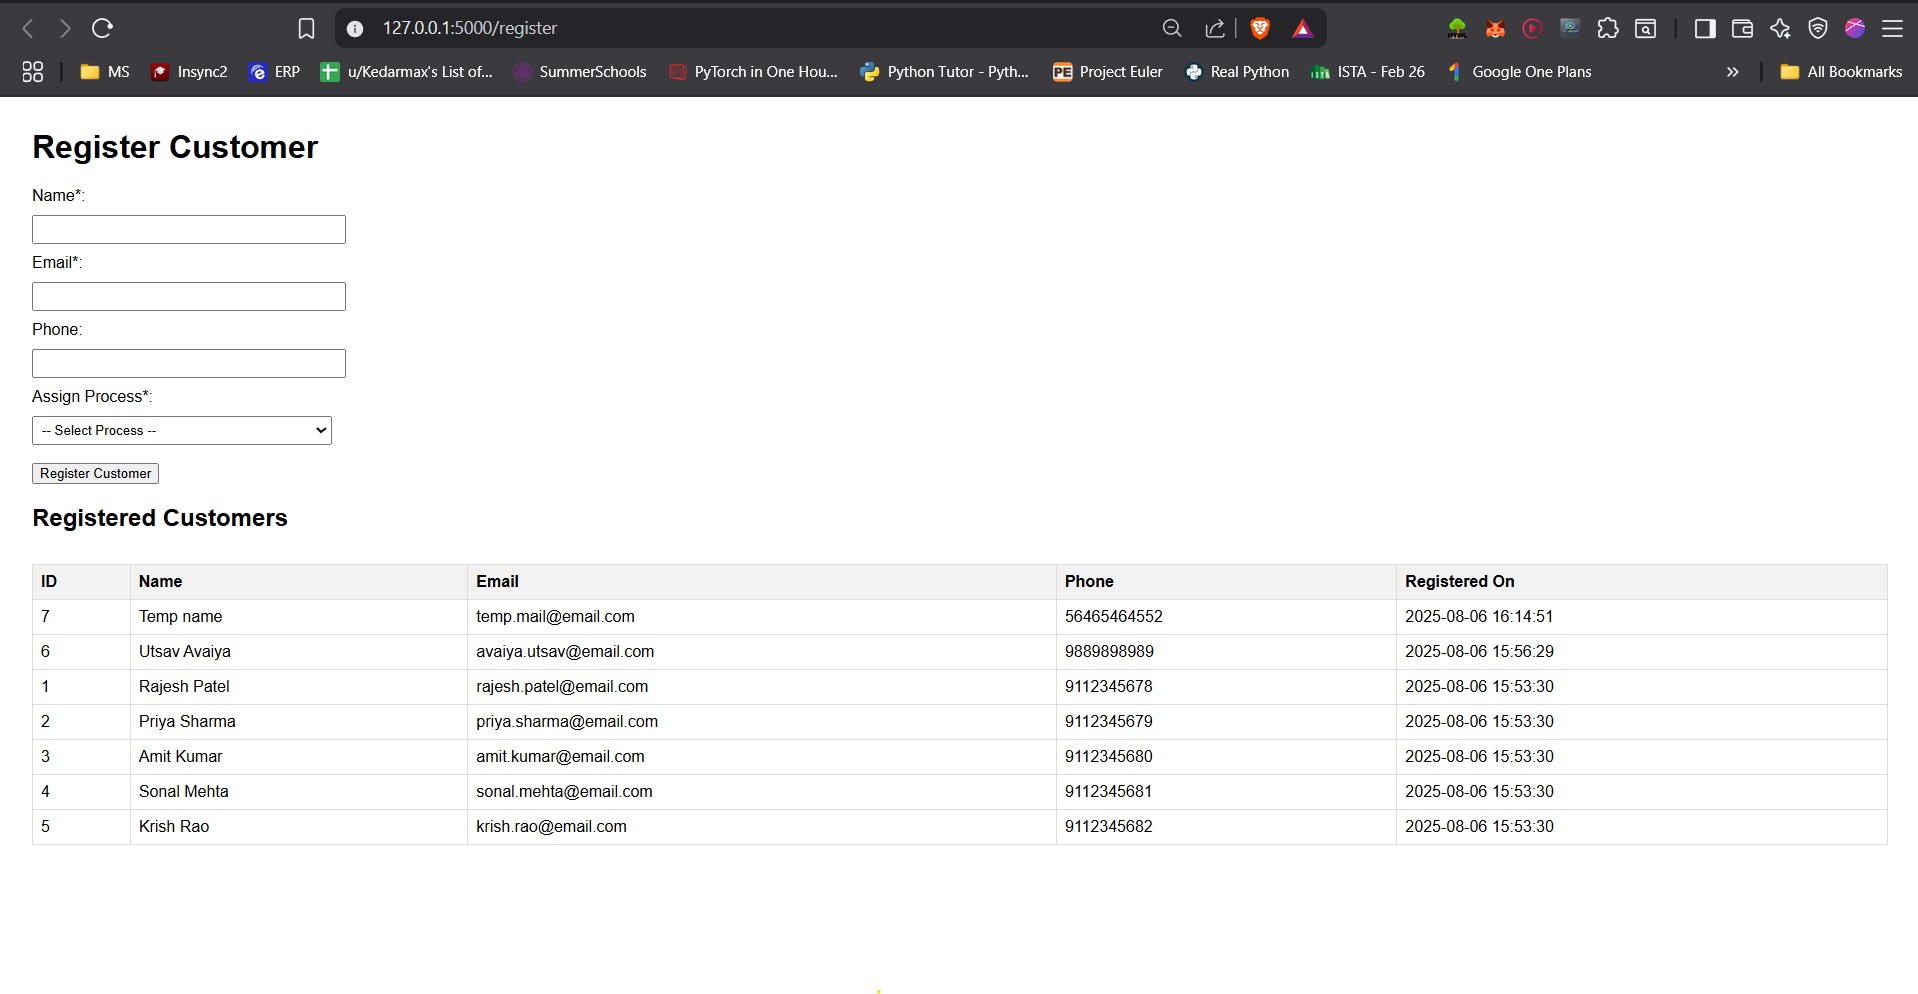 127.0.0.1:5000/register
MS Insync2 ERP u/Kedarmax's List of... SummerSchools PyTorch in One Hou... Python Tutor - Pyth... PE Project Euler Real Python ISTA - Feb 26 Google One Plans » All Bookmarks
Register Customer
Name*:
Email*:
Phone:
Assign Process*:
-- Select Process --
Register Customer
Registered Customers
ID Name Email Phone Registered On
7 Temp name temp.mail@email.com 56465464552 2025-08-06 16:14:51
6 Utsav Avaiya avaiya.utsav@email.com 9889898989 2025-08-06 15:56:29
1 Rajesh Patel rajesh.patel@email.com 9112345678 2025-08-06 15:53:30
2 Priya Sharma priya.sharma@email.com 9112345679 2025-08-06 15:53:30
3 Amit Kumar amit.kumar@email.com 9112345680 2025-08-06 15:53:30
4 Sonal Mehta sonal.mehta@email.com 9112345681 2025-08-06 15:53:30
5 Krish Rao krish.rao@email.com 9112345682 2025-08-06 15:53:30